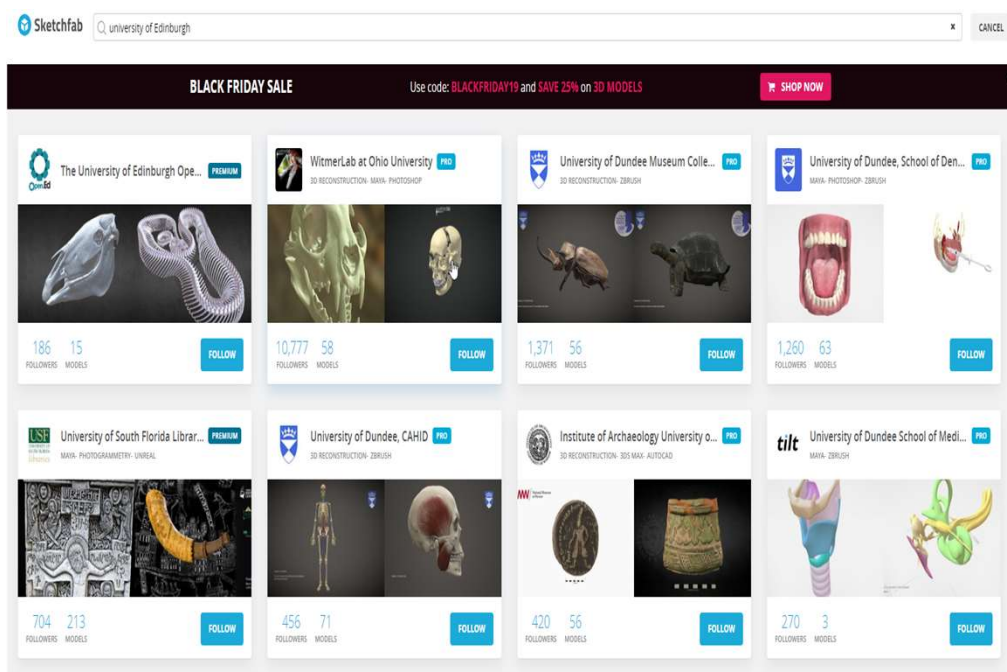 Sketchfab
university of Edinburgh
x
CANCEL
BLACK FRIDAY SALE
Use code: BLACKFRIDAY19 and SAVE 25% on 3D MODELS
SHOP NOW
The University of Edinburgh Ope... PREMIUM
OpenEd
186 15
FOLLOWERS MODELS
FOLLOW
WitmerLab at Ohio University PRO
3D RECONSTRUCTION- MAYA- PHOTOSHOP
10,777 58
FOLLOWERS MODELS
FOLLOW
University of Dundee Museum Colle... PRO
3D RECONSTRUCTION- ZBRUSH
1,371 56
FOLLOWERS MODELS
FOLLOW
University of Dundee, School of Den... PRO
MAYA- PHOTOSHOP- ZBRUSH
1,260 63
FOLLOWERS MODELS
FOLLOW
University of South Florida Librar... PREMIUM
USF
MAYA- PHOTOGRAMMETRY- UNREAL
704 213
FOLLOWERS MODELS
FOLLOW
University of Dundee, CAHID PRO
3D RECONSTRUCTION- ZBRUSH
456 71
FOLLOWERS MODELS
FOLLOW
Institute of Archaeology University o... PRO
3D RECONSTRUCTION- 3DS MAX- AUTOCAD
420 56
FOLLOWERS MODELS
FOLLOW
tilt
University of Dundee School of Medi... PRO
MAYA- ZBRUSH
270 3
FOLLOWERS MODELS
FOLLOW